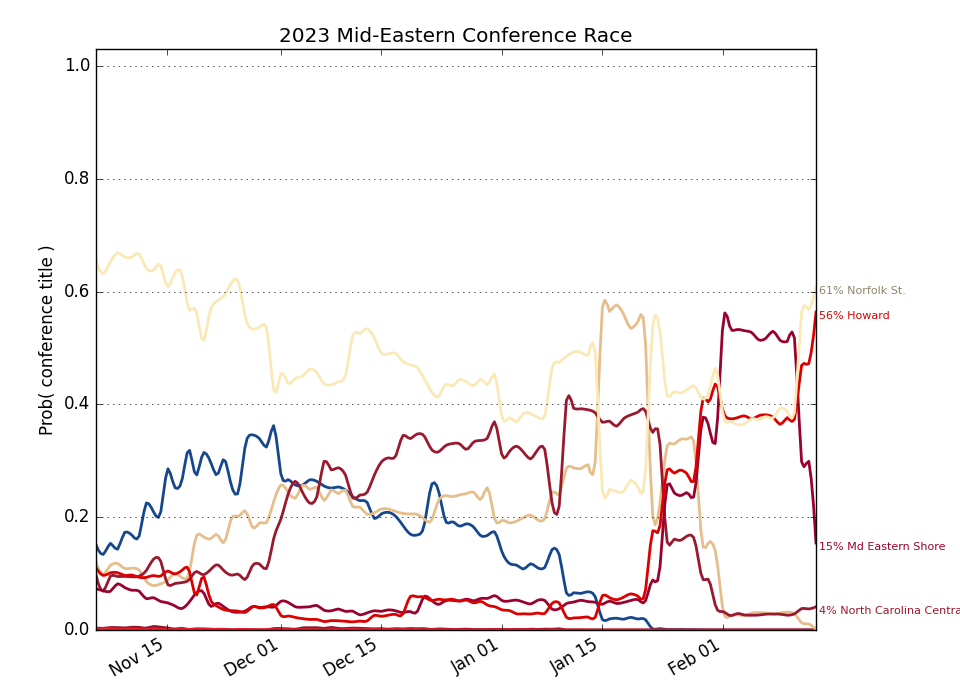 2023 Mid-Eastern Conference Race
Prob( conference title )
1.0
0.8
0.6
0.4
0.2
0.0
Nov 15
Dec 01
Dec 15
Jan 01
Jan 15
Feb 01
61% Norfolk St.
56% Howard
15% Md Eastern Shore
4% North Carolina Centra